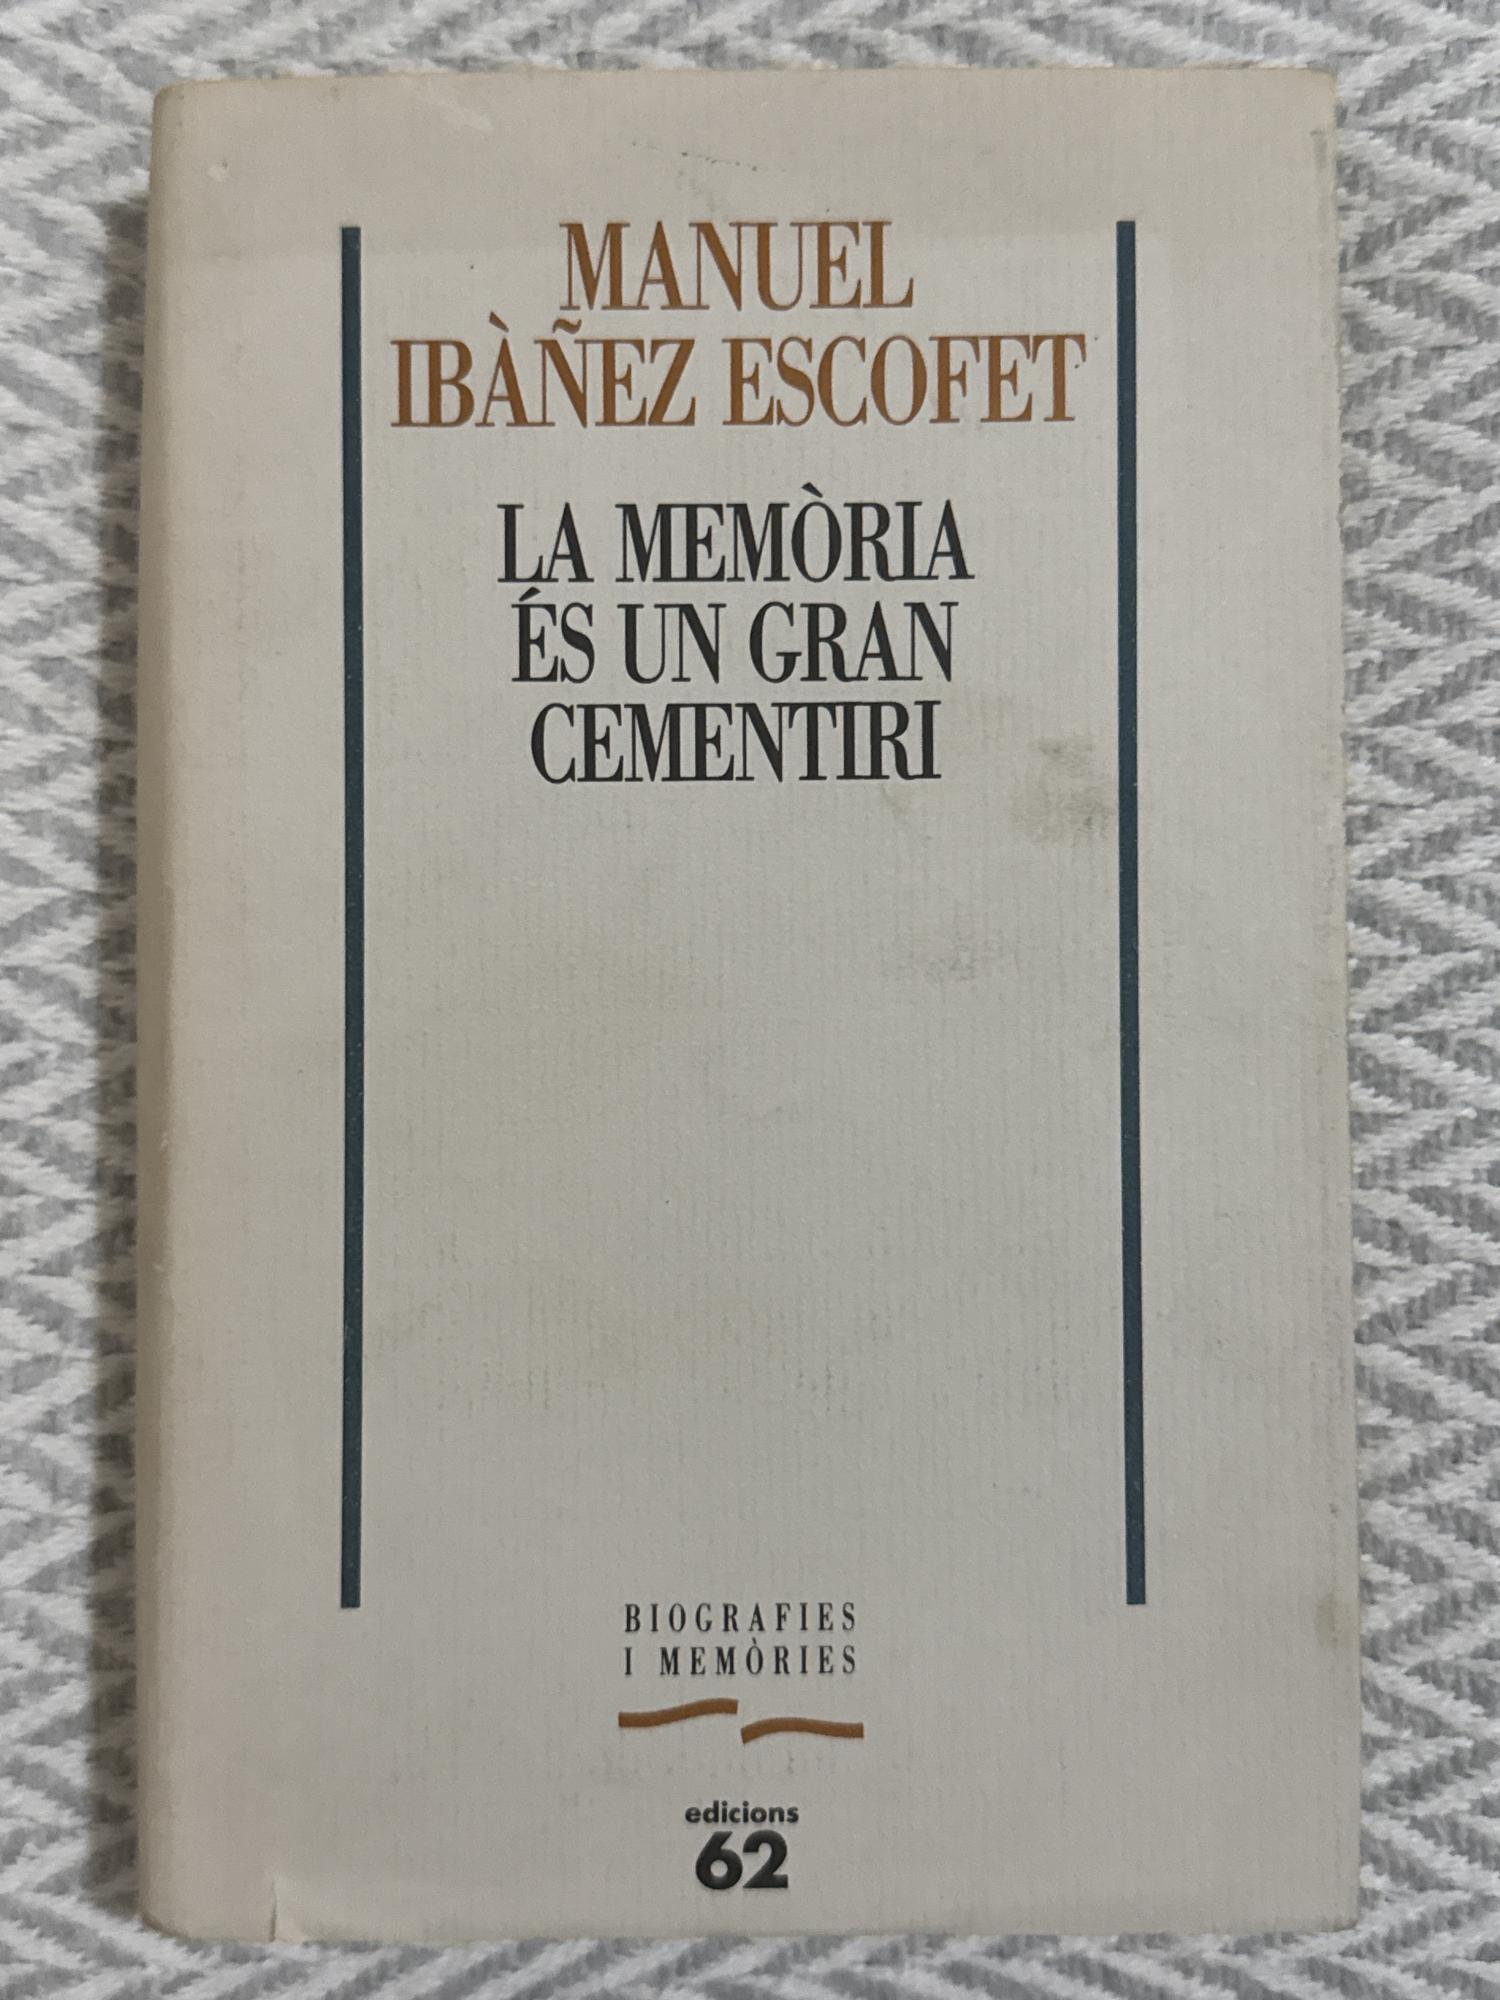 MANUEL
IBÀÑEZ ESCOFET
LA MEMÒRIA
ÉS UN GRAN
CEMENTIRI
BIOGRAFIES
I MEMÒRIES
edicions
62